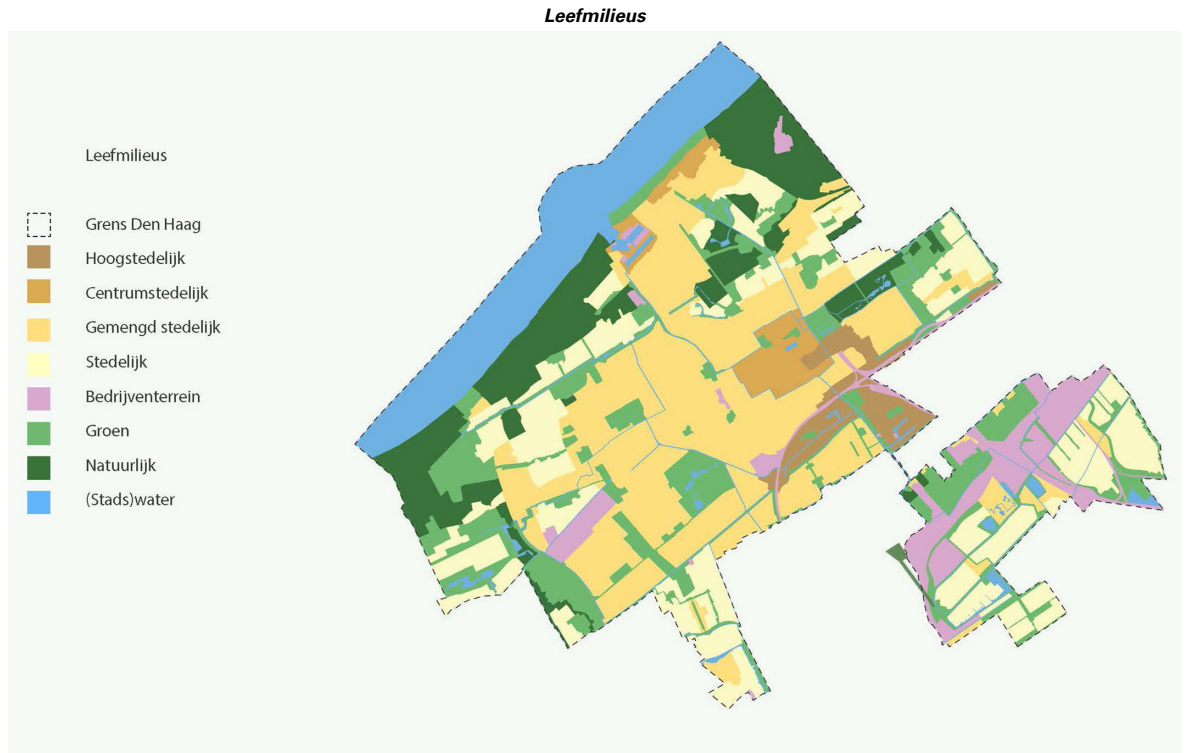 Leefmilieus
Leefmilieus
Grens Den Haag
Hoogstedelijk
Centrumstedelijk
Gemengd stedelijk
Stedelijk
Bedrijventerrein
Groen
Natuurlijk
(Stads)water